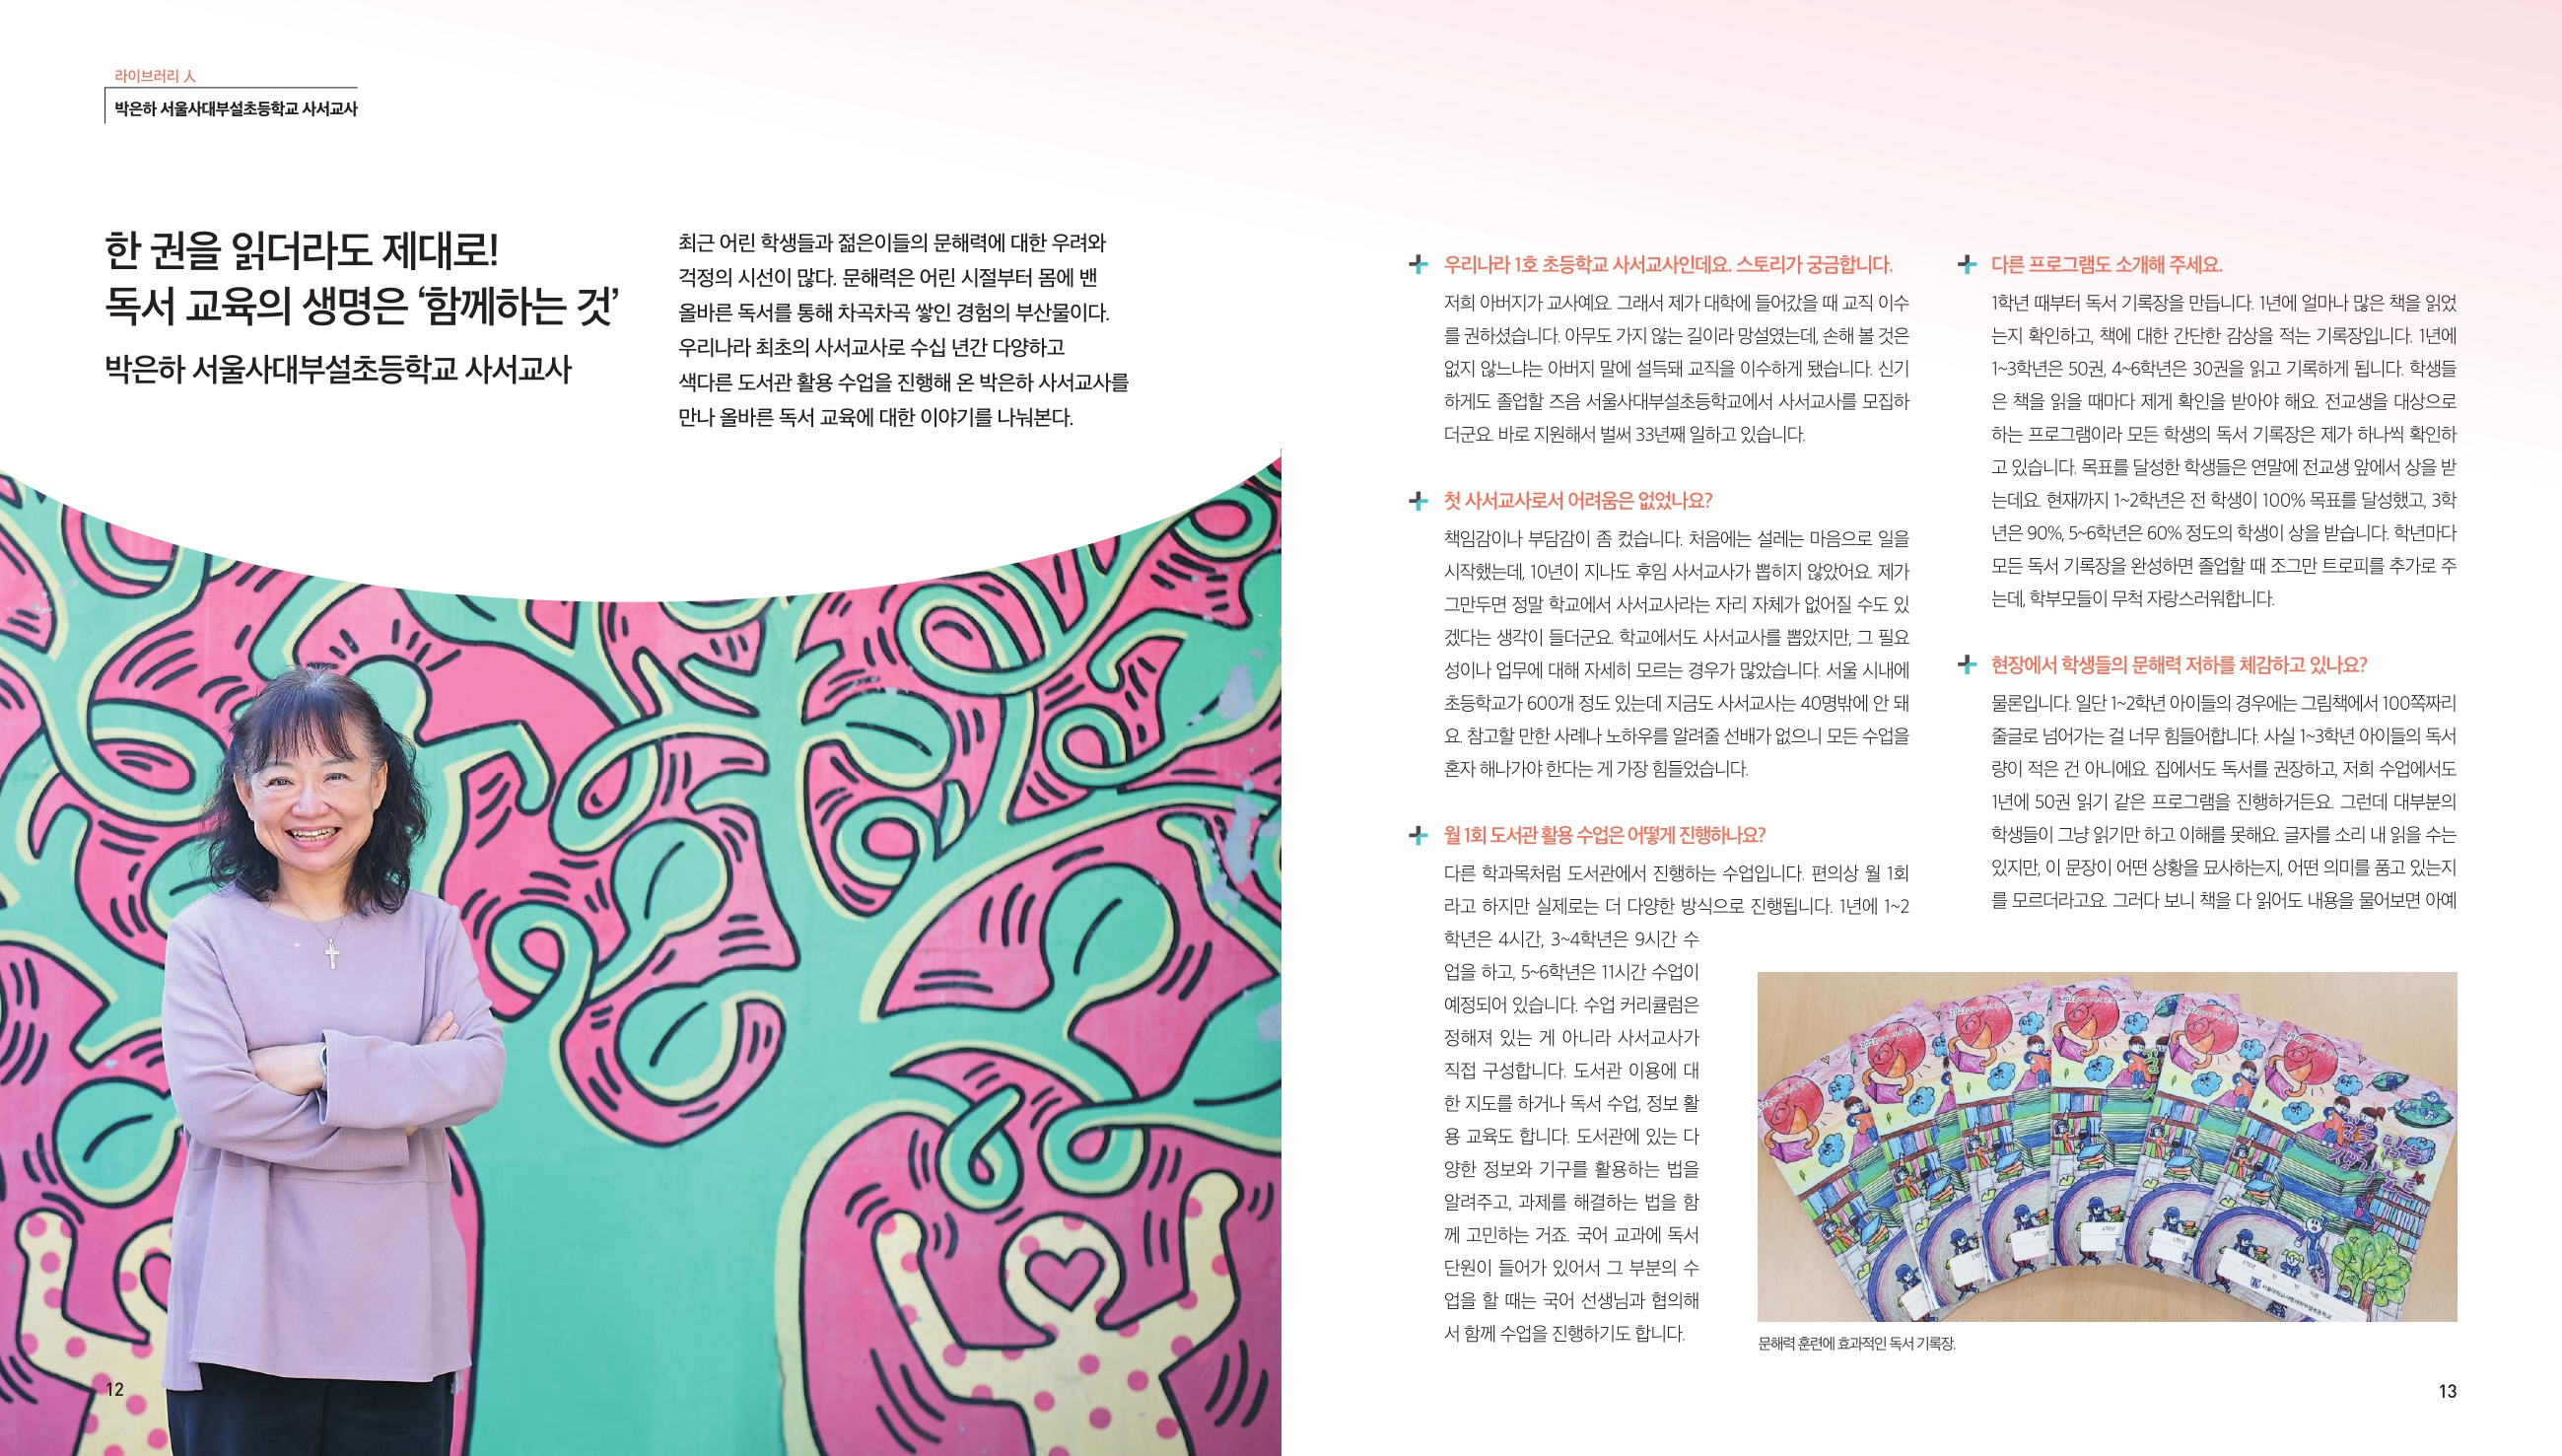 라이브러리 人
박은하 서울사대부설초등학교 사서교사
한 권을 읽더라도 제대로!
독서 교육의 생명은 ‘함께하는 것’
박은하 서울사대부설초등학교 사서교사
최근 어린 학생들과 젊은이들의 문해력에 대한 우려와
걱정의 시선이 많다. 문해력은 어린 시절부터 몸에 밴
올바른 독서를 통해 차곡차곡 쌓인 경험의 부산물이다.
우리나라 최초의 사서교사로 수십 년간 다양하고
색다른 도서관 활용 수업을 진행해 온 박은하 사서교사를
만나 올바른 독서 교육에 대한 이야기를 나눠본다.
12
우리나라 1호 초등학교 사서교사인데요. 스토리가 궁금합니다.
저희 아버지가 교사예요. 그래서 제가 대학에 들어갔을 때 교직 이수
를 권하셨습니다. 아무도 가지 않는 길이라 망설였는데, 손해 볼 것은
없지 않느냐는 아버지 말에 설득돼 교직을 이수하게 됐습니다. 신기
하게도 졸업할 즈음 서울사대부설초등학교에서 사서교사를 모집하
더군요. 바로 지원해서 벌써 33년째 일하고 있습니다.
첫 사서교사로서 어려움은 없었나요?
책임감이나 부담감이 좀 컸습니다. 처음에는 설레는 마음으로 일을
시작했는데, 10년이 지나도 후임 사서교사가 뽑히지 않았어요. 제가
그만두면 정말 학교에서 사서교사라는 자리 자체가 없어질 수도 있
겠다는 생각이 들더군요. 학교에서도 사서교사를 뽑았지만, 그 필요
성이나 업무에 대해 자세히 모르는 경우가 많았습니다. 서울 시내에
초등학교가 600개 정도 있는데 지금도 사서교사는 40명밖에 안 돼
요. 참고할 만한 사례나 노하우를 알려줄 선배가 없으니 모든 수업을
혼자 해나가야 한다는 게 가장 힘들었습니다.
월 1회 도서관 활용 수업은 어떻게 진행하나요?
다른 학과목처럼 도서관에서 진행하는 수업입니다. 편의상 월 1회
라고 하지만 실제로는 더 다양한 방식으로 진행됩니다. 1년에 1~2
학년은 4시간, 3~4학년은 9시간 수
업을 하고, 5~6학년은 11시간 수업이
예정되어 있습니다. 수업 커리큘럼은
정해져 있는 게 아니라 사서교사가
직접 구성합니다. 도서관 이용에 대
한 지도를 하거나 독서 수업, 정보 활
용 교육도 합니다. 도서관에 있는 다
양한 정보와 기구를 활용하는 법을
알려주고, 과제를 해결하는 법을 함
께 고민하는 거죠. 국어 교과에 독서
단원이 들어가 있어서 그 부분의 수
업을 할 때는 국어 선생님과 협의해
서 함께 수업을 진행하기도 합니다.
다른 프로그램도 소개해 주세요.
1학년 때부터 독서 기록장을 만듭니다. 1년에 얼마나 많은 책을 읽었
는지 확인하고, 책에 대한 간단한 감상을 적는 기록장입니다. 1년에
1~3학년은 50권, 4~6학년은 30권을 읽고 기록하게 됩니다. 학생들
은 책을 읽을 때마다 제게 확인을 받아야 해요. 전교생을 대상으로
하는 프로그램이라 모든 학생의 독서 기록장은 제가 하나씩 확인하
고 있습니다. 목표를 달성한 학생들은 연말에 전교생 앞에서 상을 받
는데요. 현재까지 1~2학년은 전 학생이 100% 목표를 달성했고, 3학
년은 90%, 5~6학년은 60% 정도의 학생이 상을 받습니다. 학년마다
모든 독서 기록장을 완성하면 졸업할 때 조그만 트로피를 추가로 주
는데, 학부모들이 무척 자랑스러워합니다.
현장에서 학생들의 문해력 저하를 체감하고 있나요?
물론입니다. 일단 1~2학년 아이들의 경우에는 그림책에서 100쪽짜리
줄글로 넘어가는 걸 너무 힘들어합니다. 사실 1~3학년 아이들의 독서
량이 적은 건 아니에요. 집에서도 독서를 권장하고, 저희 수업에서도
1년에 50권 읽기 같은 프로그램을 진행하거든요. 그런데 대부분의
학생들이 그냥 읽기만 하고 이해를 못해요. 글자를 소리 내 읽을 수는
있지만, 이 문장이 어떤 상황을 묘사하는지, 어떤 의미를 품고 있는지
를 모르더라고요. 그러다 보니 책을 다 읽어도 내용을 물어보면 아예
문해력 훈련에 효과적인 독서 기록장.
13